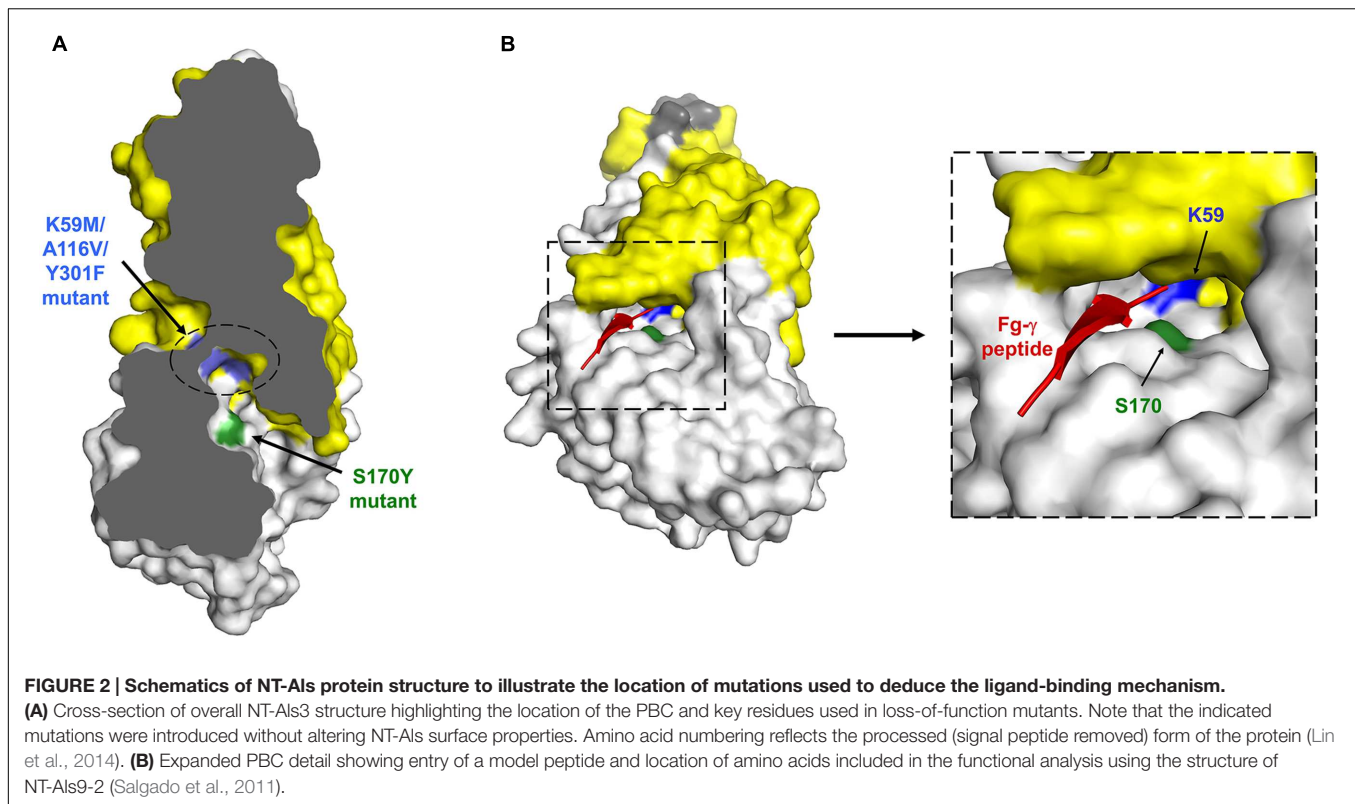 A
B
K59M/
A116V/
Y301F
mutant
S170Y
mutant
K59
Fg-γ
peptide
S170
FIGURE 2 | Schematics of NT-Als protein structure to illustrate the location of mutations used to deduce the ligand-binding mechanism.
(A) Cross-section of overall NT-Als3 structure highlighting the location of the PBC and key residues used in loss-of-function mutants. Note that the indicated
mutations were introduced without altering NT-Als surface properties. Amino acid numbering reflects the processed (signal peptide removed) form of the protein (Lin
et al., 2014). (B) Expanded PBC detail showing entry of a model peptide and location of amino acids included in the functional analysis using the structure of
NT-Als9-2 (Salgado et al., 2011).